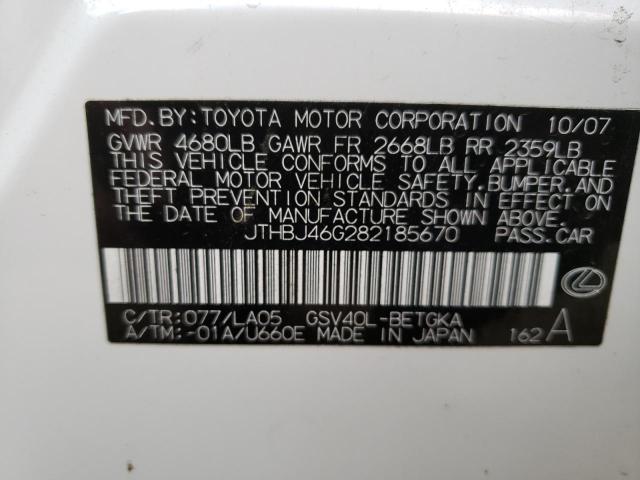 MFD. BY: TOYOTA MOTOR CORPORATION 10/07
GVWR 4680LB GAWR FR 2668LB RR 2359LB
THIS VEHICLE CONFORMS TO ALL APPLICABLE
FEDERAL MOTOR VEHICLE SAFETY, BUMPER, AND
THEFT PREVENTION STANDARDS IN EFFECT ON
THE DATE OF MANUFACTURE SHOWN ABOVE.
JTHBJ46G282185670 PASS. CAR
C/TR: 077/LA05 GSV40L-BETGKA
A/TM: -01A/U660E MADE IN JAPAN 162 A